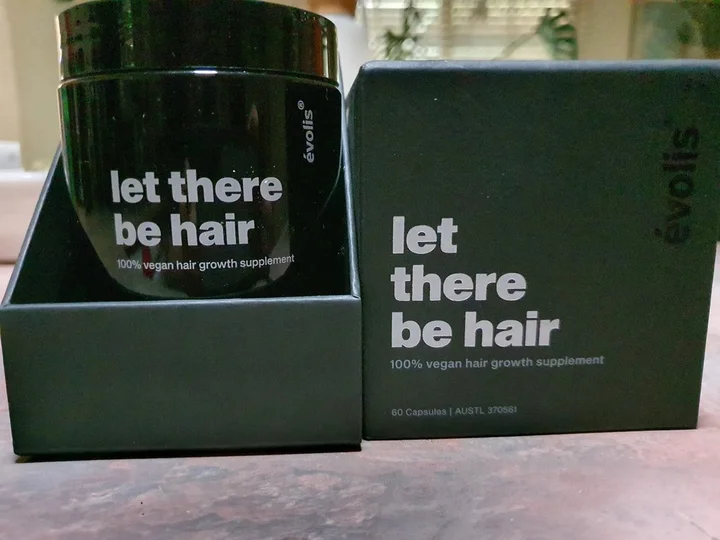 évolis®
let there
be hair
100% vegan hair growth supplement
évolis
let
there
be hair
100% vegan hair growth supplement
60 Capsules | AUSTL 370561